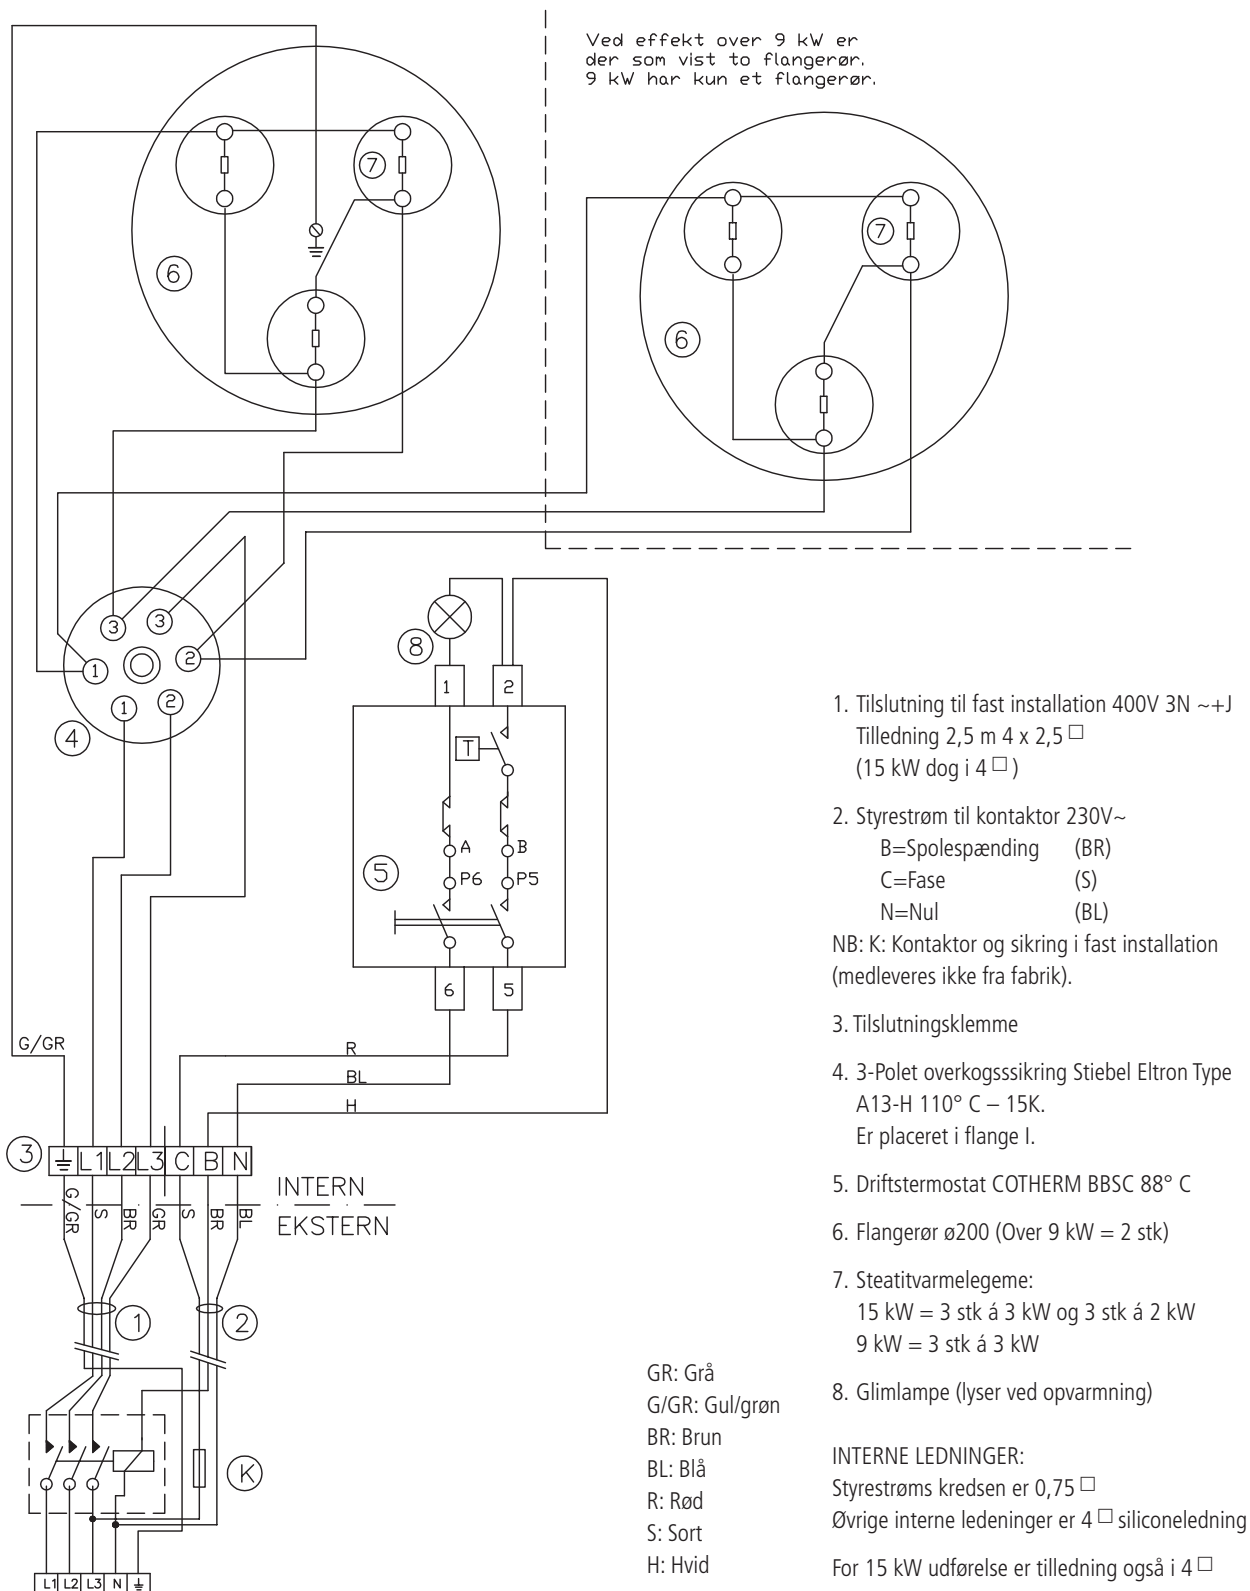 Ved effekt over 9 kW er
der som vist to flangerør.
9 kW har kun et flangerør.
7
6
7
6
3
3
1
2
1
2
4
8
1
2
T
A
B
5
P6
P5
6
5
G/GR
R
BL
H
3
L1
L2
L3
C
B
N
INTERN
EKSTERN
G/GR
S
BR
GR
S
BR
BL
1
2
K
L1
L2
L3
N
1. Tilslutning til fast installation 400V 3N ~+J
Tilledning 2,5 m 4 x 2,5 □
(15 kW dog i 4 □ )
2. Styrestrøm til kontaktor 230V~
B=Spolespænding (BR)
C=Fase (S)
N=Nul (BL)
NB: K: Kontaktor og sikring i fast installation
(medleveres ikke fra fabrik).
3. Tilslutningsklemme
4. 3-Polet overkogsssikring Stiebel Eltron Type
A13-H 110° C – 15K.
Er placeret i flange I.
5. Driftstermostat COTHERM BBSC 88° C
6. Flangerør ø200 (Over 9 kW = 2 stk)
7. Steatitvarmelegeme:
15 kW = 3 stk á 3 kW og 3 stk á 2 kW
9 kW = 3 stk á 3 kW
8. Glimlampe (lyser ved opvarmning)
GR: Grå
G/GR: Gul/grøn
BR: Brun
BL: Blå
R: Rød
S: Sort
H: Hvid
INTERNE LEDNINGER:
Styrestrøms kredsen er 0,75 □
Øvrige interne ledeninger er 4 □ siliconeledning
For 15 kW udførelse er tilledning også i 4 □